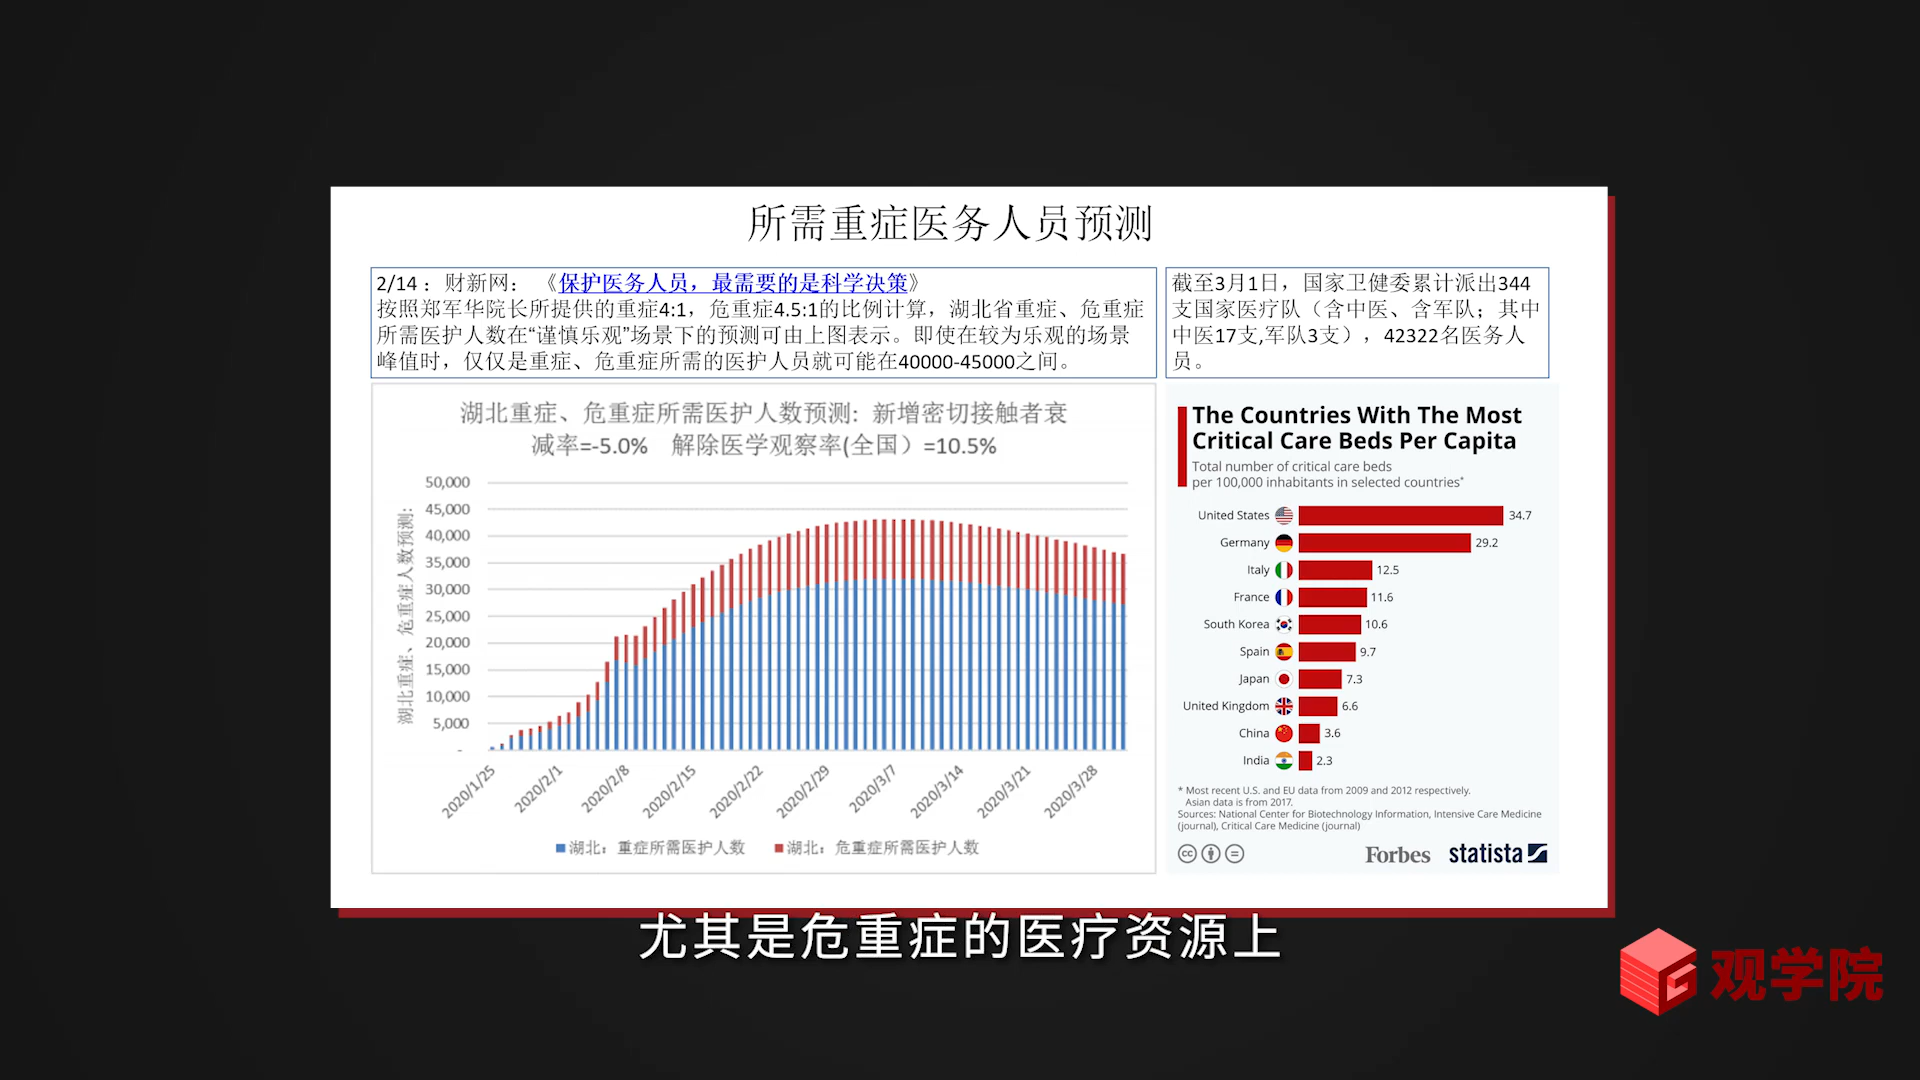 所需重症医务人员预测
2/14：财新网：《保护医务人员，最需要的是科学决策》
按照郑军华院长所提供的重症4:1，危重症4.5:1的比例计算，湖北省重症、危重症
所需医护人数在“谨慎乐观”场景下的预测可由上图表示。即使在较为乐观的场景
峰值时，仅仅是重症、危重症所需的医护人员就可能在40000-45000之间。
截至3月1日，国家卫健委累计派出344
支国家医疗队（含中医、含军队；其中
中医17支,军队3支），42322名医务人
员。
湖北重症、危重症所需医护人数预测：新增密切接触者衰
减率=-5.0% 解除医学观察率(全国）=10.5%
湖北重症、危重症人数预测:
50,000
45,000
40,000
35,000
30,000
25,000
20,000
15,000
10,000
5,000
-
2020/1/25
2020/2/1
2020/2/8
2020/2/15
2020/2/22
2020/2/29
2020/3/7
2020/3/14
2020/3/21
2020/3/28
湖北：重症所需医护人数
湖北：危重症所需医护人数
The Countries With The Most
Critical Care Beds Per Capita
Total number of critical care beds
per 100,000 inhabitants in selected countries*
United States 34.7
Germany 29.2
Italy 12.5
France 11.6
South Korea 10.6
Spain 9.7
Japan 7.3
United Kingdom 6.6
China 3.6
India 2.3
* Most recent U.S. and EU data from 2009 and 2012 respectively.
Asian data is from 2017.
Sources: National Center for Biotechnology Information, Intensive Care Medicine
(journal), Critical Care Medicine (journal)
cc
Forbes statista
尤其是危重症的医疗资源上
观学院